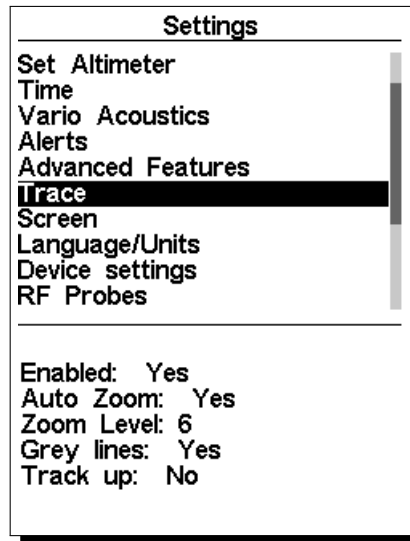 Settings
Set Altimeter
Time
Vario Acoustics
Alerts
Advanced Features
Trace
Screen
Language/Units
Device settings
RF Probes
Enabled: Yes
Auto Zoom: Yes
Zoom Level: 6
Grey lines: Yes
Track up: No